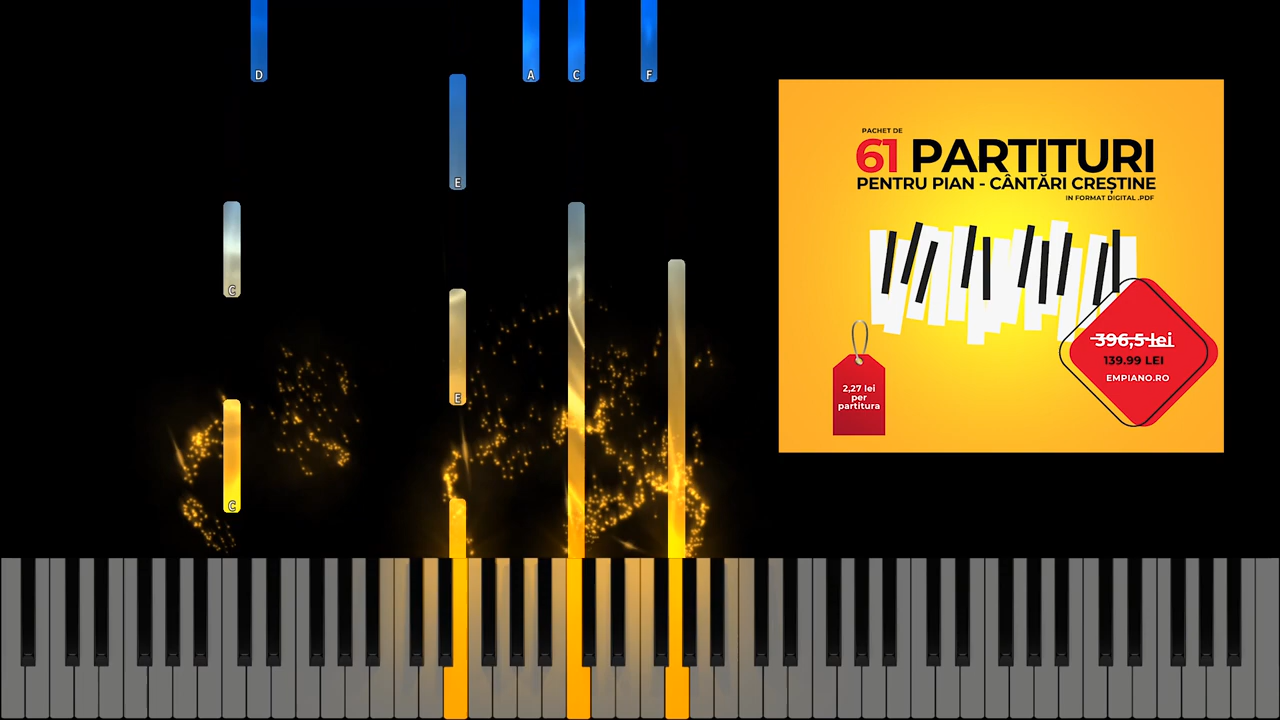 D
A
C
F
E
C
E
C
PACHET DE
61 PARTITURI
PENTRU PIAN - CÂNTĂRI CREȘTINE
IN FORMAT DIGITAL .PDF
396,5 lei
139.99 LEI
EMPIANO.RO
2,27 lei
per
partitura